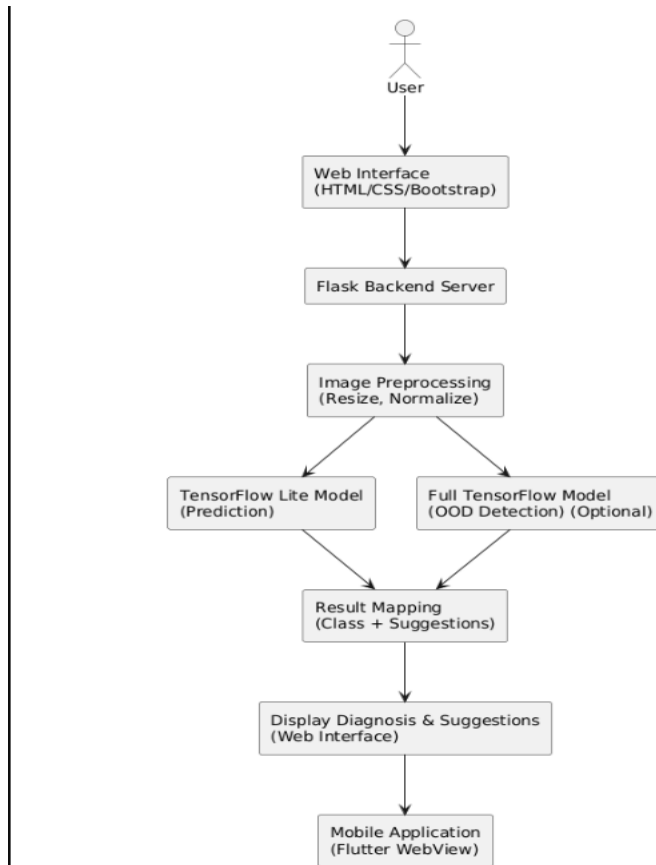 User
Web Interface
(HTML/CSS/Bootstrap)
Flask Backend Server
Image Preprocessing
(Resize, Normalize)
TensorFlow Lite Model
(Prediction)
Full TensorFlow Model
(OOD Detection) (Optional)
Result Mapping
(Class + Suggestions)
Display Diagnosis & Suggestions
(Web Interface)
Mobile Application
(Flutter WebView)